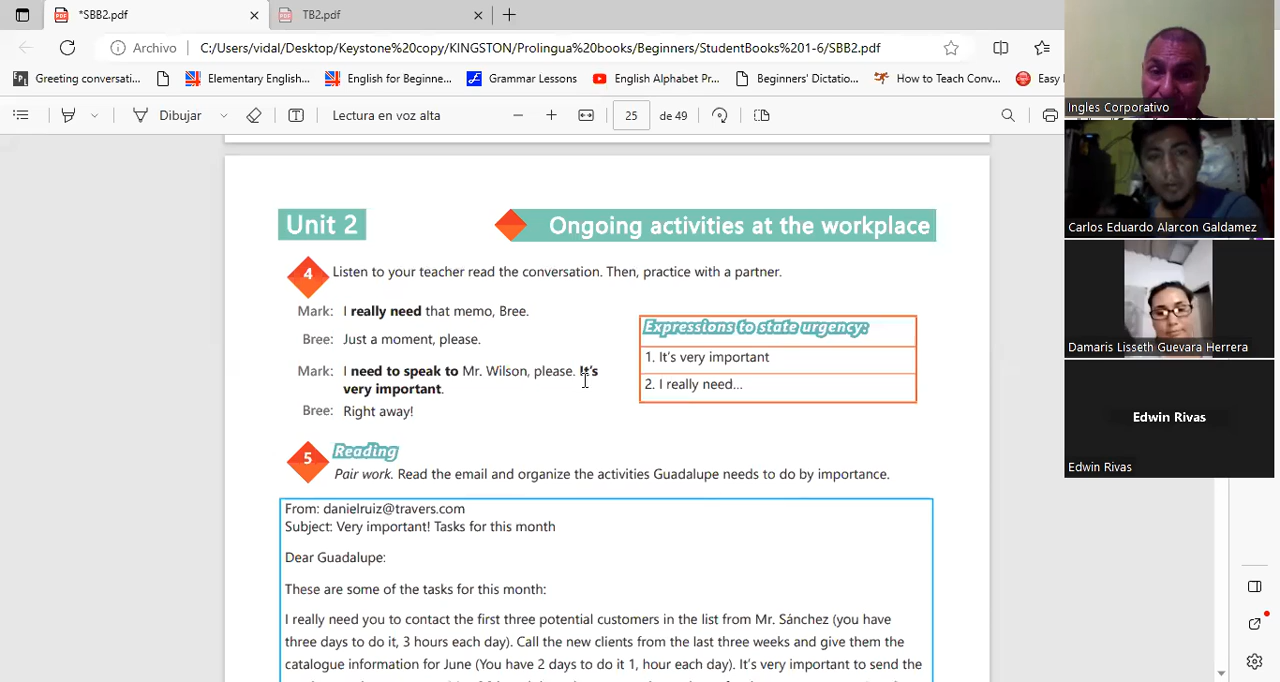 *SBB2.pdf
TB2.pdf
Archivo
C:/Users/vidal/Desktop/Keystone%20copy/KINGSTON/Prolingua%20books/Beginners/StudentBooks%201-6/SBB2.pdf
Greeting conversati...
Elementary English...
English for Beginne...
Grammar Lessons
English Alphabet Pr...
Beginners' Dictatio...
How to Teach Conv...
Easy
Dibujar
Lectura en voz alta
25
de 49
Unit 2
Ongoing activities at the workplace
4
Listen to your teacher read the conversation. Then, practice with a partner.
Mark: I really need that memo, Bree.
Bree: Just a moment, please.
Mark: I need to speak to Mr. Wilson, please. It's
very important.
Bree: Right away!
Expressions to state urgency:
1. It's very important
2. I really need...
5
Reading
Pair work. Read the email and organize the activities Guadalupe needs to do by importance.
From: danielruiz@travers.com
Subject: Very important! Tasks for this month
Dear Guadalupe:
These are some of the tasks for this month:
I really need you to contact the first three potential customers in the list from Mr. Sánchez (you have
three days to do it, 3 hours each day). Call the new clients from the last three weeks and give them the
catalogue information for June (You have 2 days to do it 1, hour each day). It's very important to send the
Ingles Corporativo
Carlos Eduardo Alarcon Galdamez
Damaris Lisseth Guevara Herrera
Edwin Rivas
Edwin Rivas